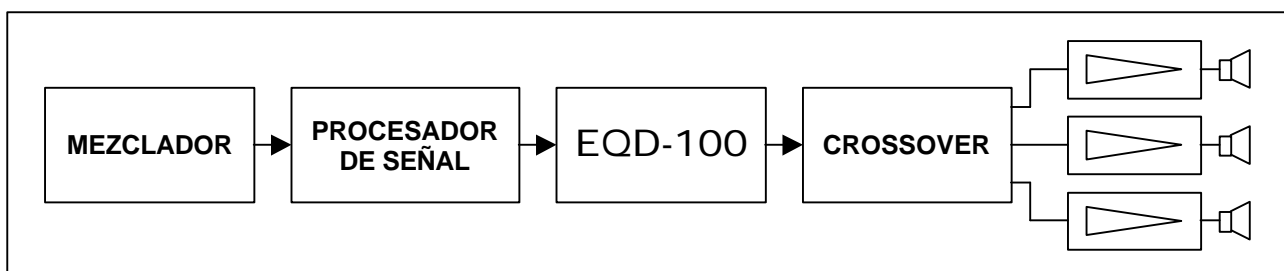 MEZCLADOR
PROCESADOR
DE SEÑAL
EQD-100
CROSSOVER